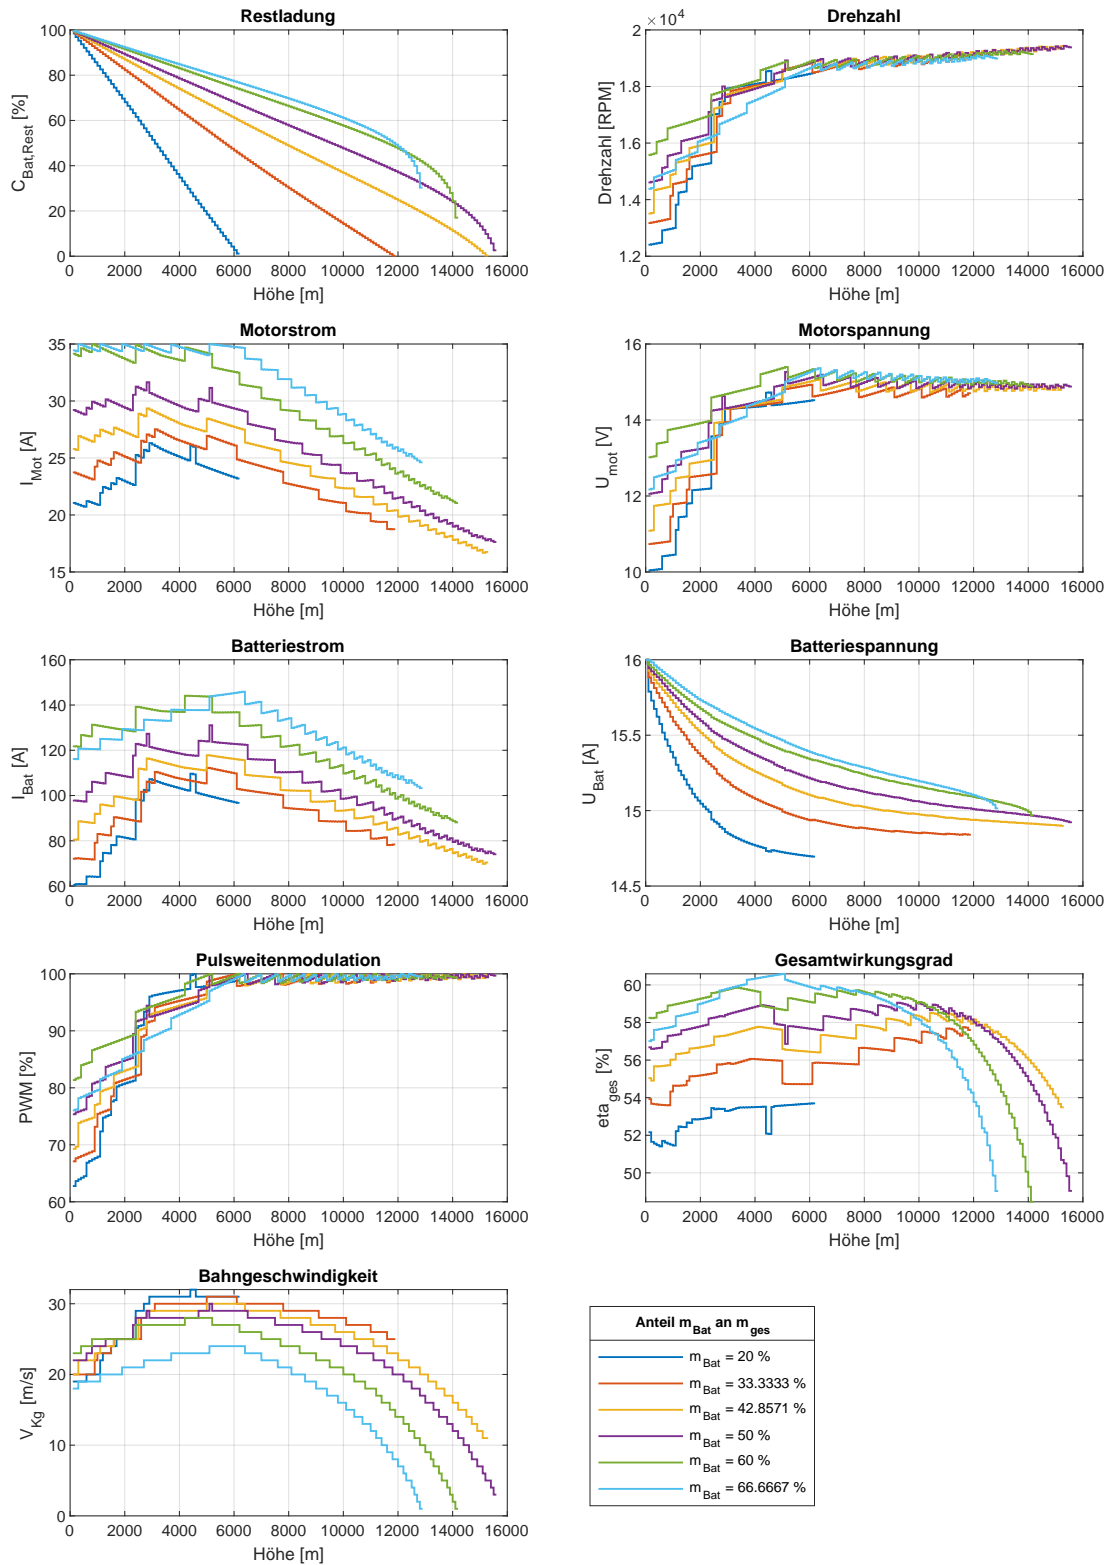 Restladung
100
80
60
40
20
0
C_Bat,Rest [%]
0 2000 4000 6000 8000 10000 12000 14000 16000
Höhe [m]
Drehzahl
×10^4
2
1.8
1.6
1.4
1.2
Drehzahl [RPM]
0 2000 4000 6000 8000 10000 12000 14000 16000
Höhe [m]
Motorstrom
35
30
25
20
15
I_Mot [A]
0 2000 4000 6000 8000 10000 12000 14000 16000
Höhe [m]
Motorspannung
16
14
12
10
U_mot [V]
0 2000 4000 6000 8000 10000 12000 14000 16000
Höhe [m]
Batteriestrom
160
140
120
100
80
60
I_Bat [A]
0 2000 4000 6000 8000 10000 12000 14000 16000
Höhe [m]
Batteriespannung
16
15.5
15
14.5
U_Bat [A]
0 2000 4000 6000 8000 10000 12000 14000 16000
Höhe [m]
Pulsweitenmodulation
100
90
80
70
60
PWM [%]
0 2000 4000 6000 8000 10000 12000 14000 16000
Höhe [m]
Gesamtwirkungsgrad
60
58
56
54
52
50
eta_ges [%]
0 2000 4000 6000 8000 10000 12000 14000 16000
Höhe [m]
Bahngeschwindigkeit
30
20
10
0
V_Kg [m/s]
0 2000 4000 6000 8000 10000 12000 14000 16000
Höhe [m]
Anteil m_Bat an m_ges
m_Bat = 20 %
m_Bat = 33.3333 %
m_Bat = 42.8571 %
m_Bat = 50 %
m_Bat = 60 %
m_Bat = 66.6667 %